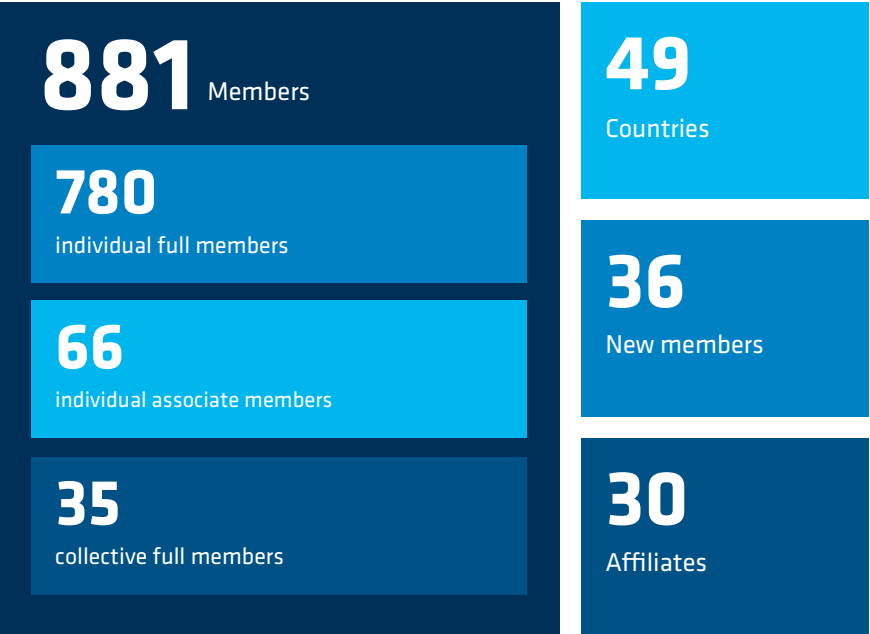 881 Members
780
individual full members
66
individual associate members
35
collective full members
49
Countries
36
New members
30
Affiliates